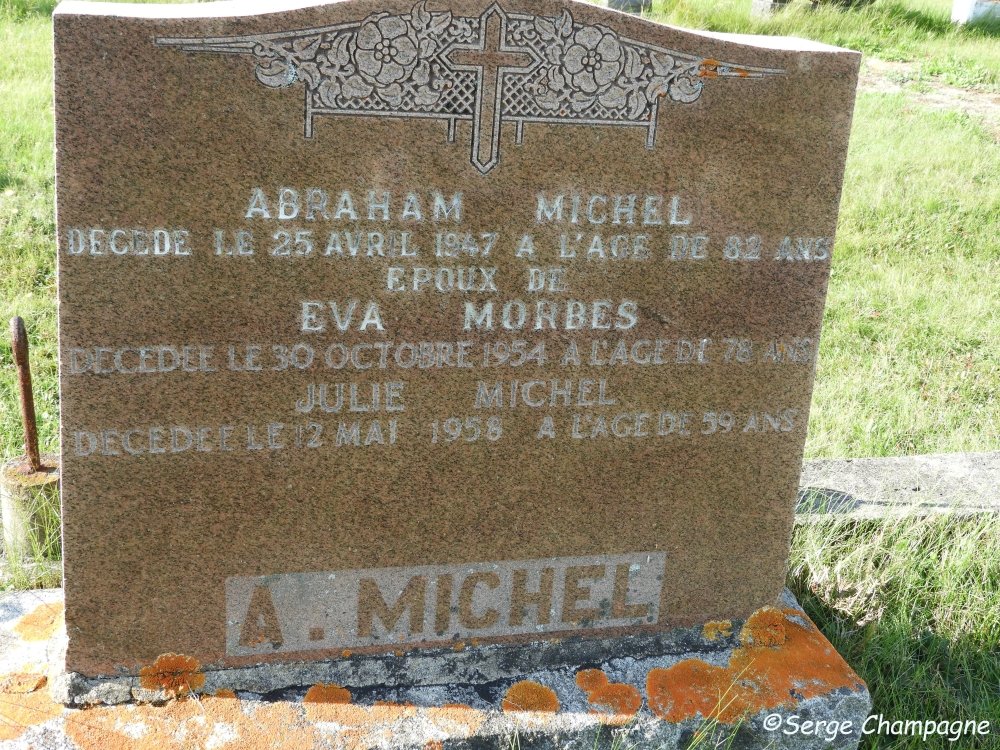 ABRAHAM MICHEL
DECEDE LE 25 AVRIL 1947 A L'AGE DE 82 ANS
EPOUX DE
EVA MORBES
DECEDEE LE 30 OCTOBRE 1954 A L'AGE DE 78 ANS
JULIE MICHEL
DECEDEE LE 12 MAI 1958 A L'AGE DE 59 ANS
A. MICHEL.
©Serge Champagne